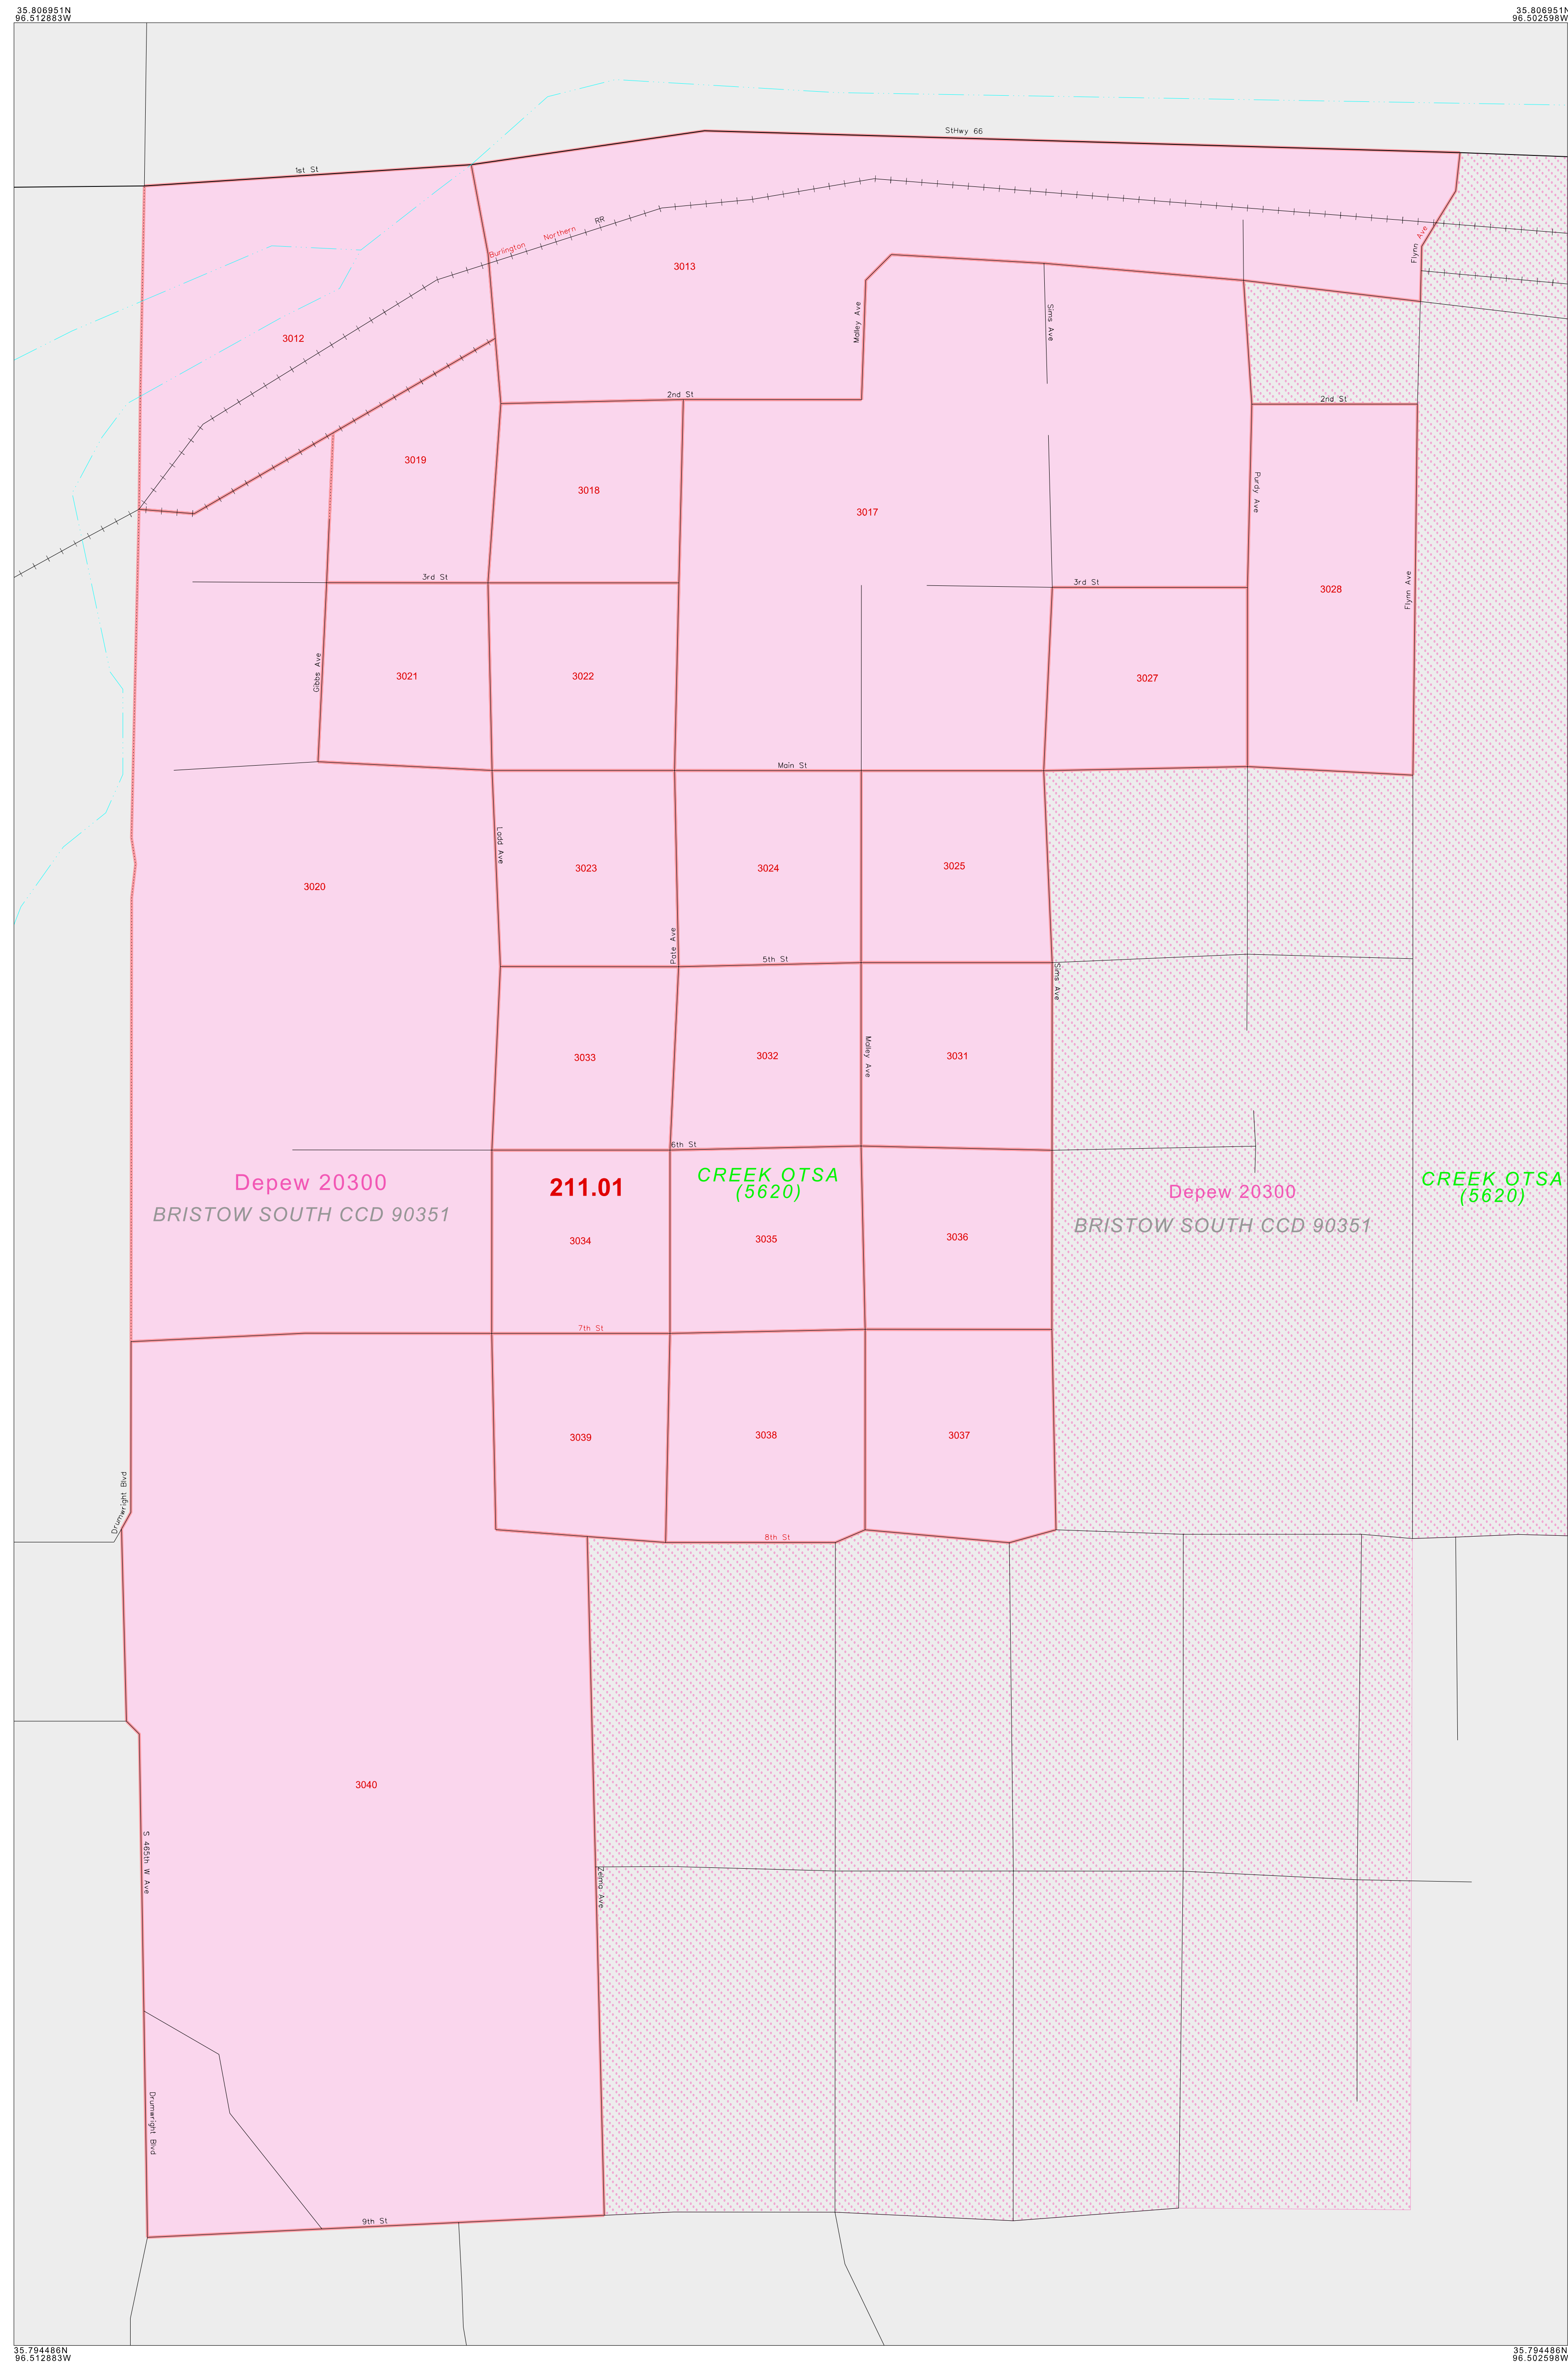 35.806951N
96.512883W
35.806951N
96.502598W
StHwy 66
1st St
Burlington Northern RR
Flynn Ave
3013
3012
Malley Ave
Sims Ave
2nd St
2nd St
3019
3018
3017
Purdy Ave
3028
Flynn Ave
3rd St
3rd St
Gibbs Ave
3021
3022
3027
Main St
Ladd Ave
3023
3024
3025
3020
Pate Ave
5th St
Sims Ave
3033
3032
Malley Ave
3031
6th St
Depew 20300
BRISTOW SOUTH CCD 90351
211.01
CREEK OTSA
(5620)
Depew 20300
BRISTOW SOUTH CCD 90351
CREEK OTSA
(5620)
3034
3035
3036
7th St
3039
3038
3037
Drumwright Blvd
8th St
3040
S 465th W Ave
Zelma Ave
Drumwright Blvd
9th St
35.794486N
96.512883W
35.794486N
96.502598W